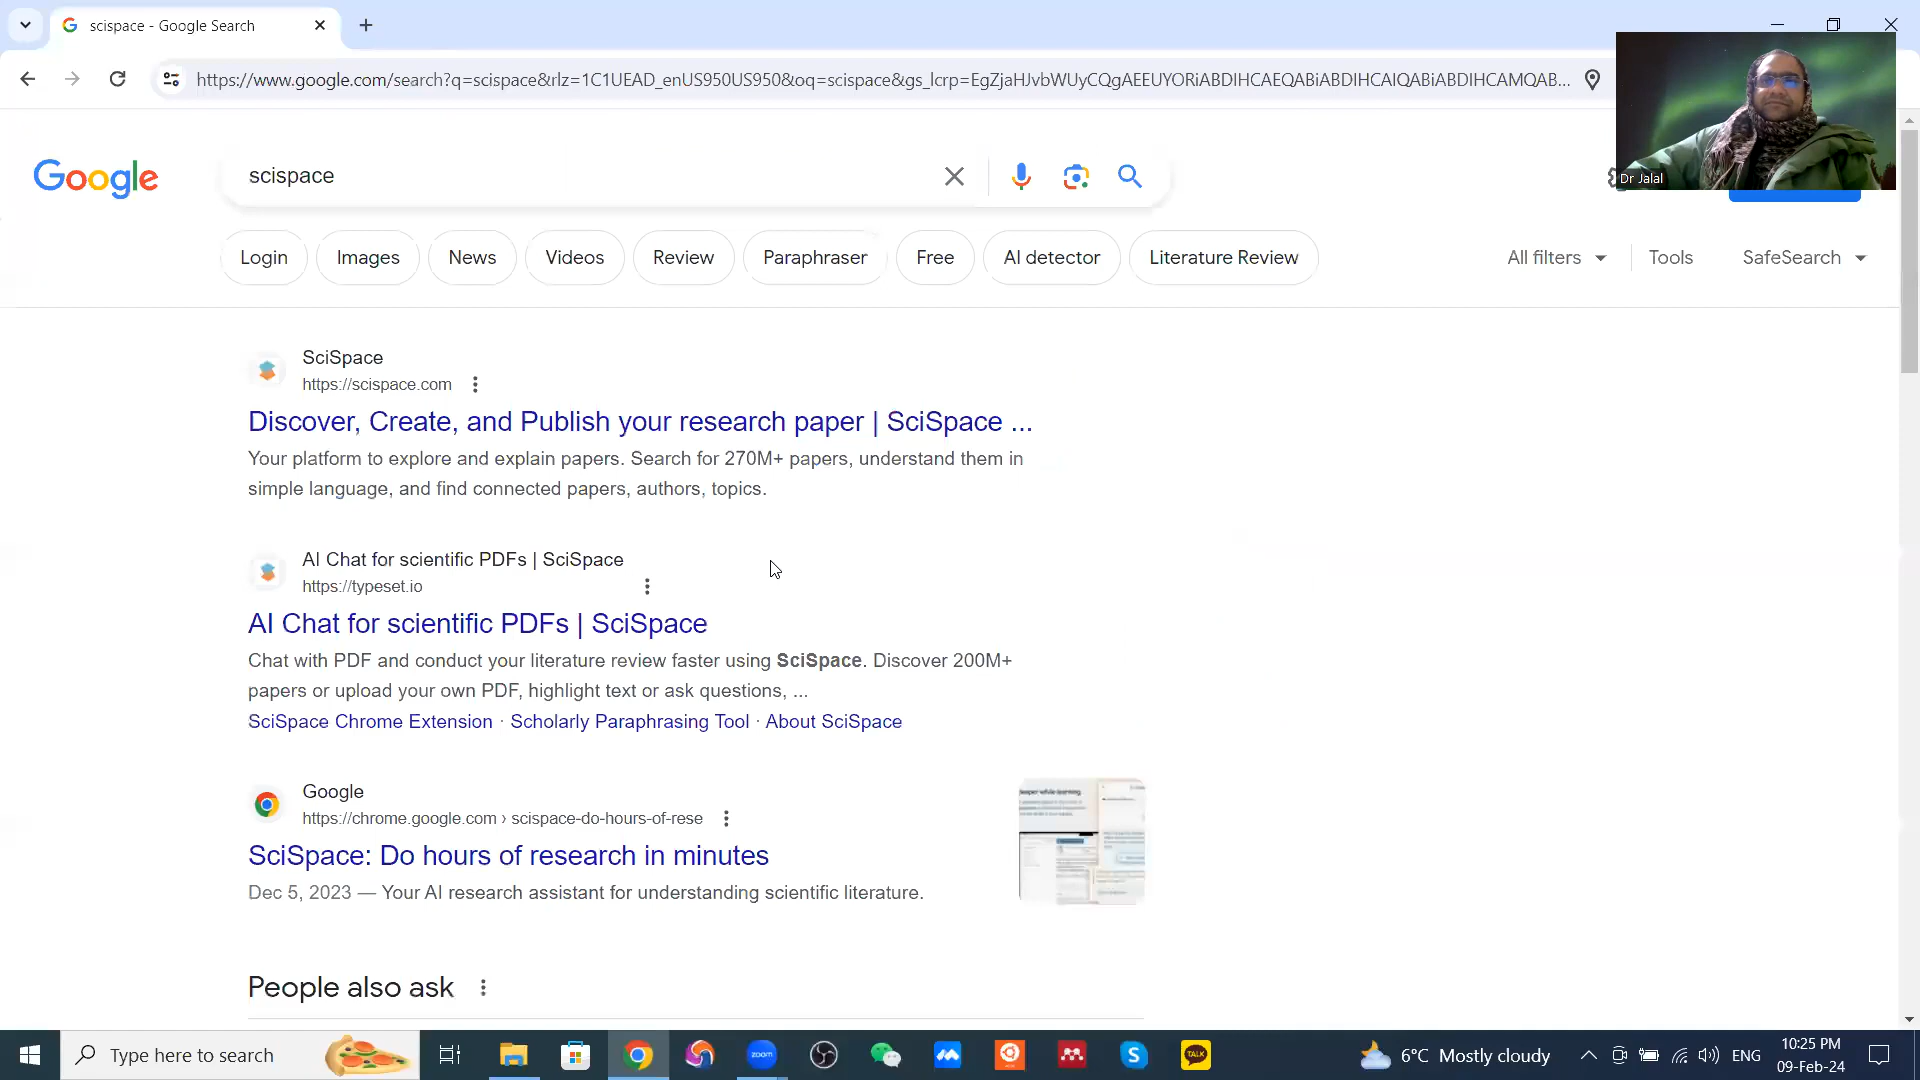 scispace - Google Search
https://www.google.com/search?q=scispace&rlz=1C1UEAD_enUS950US950&oq=scispace&gs_lcrp=EgZjaHJvbWUyCQgAEEUYORiABDIHCAEQABiABDIHCAIQABiABDIHCAMQAB...
Dr Jalal
Google
scispace
Login
Images
News
Videos
Review
Paraphraser
Free
AI detector
Literature Review
All filters
Tools
SafeSearch
SciSpace
https://scispace.com
Discover, Create, and Publish your research paper | SciSpace ...
Your platform to explore and explain papers. Search for 270M+ papers, understand them in
simple language, and find connected papers, authors, topics.
AI Chat for scientific PDFs | SciSpace
https://typeset.io
AI Chat for scientific PDFs | SciSpace
Chat with PDF and conduct your literature review faster using SciSpace. Discover 200M+
papers or upload your own PDF, highlight text or ask questions, ...
SciSpace Chrome Extension · Scholarly Paraphrasing Tool · About SciSpace
Google
https://chrome.google.com › scispace-do-hours-of-rese
SciSpace: Do hours of research in minutes
Dec 5, 2023 — Your AI research assistant for understanding scientific literature.
People also ask
Type here to search
zoom
TALK
6°C Mostly cloudy
ENG
10:25 PM
09-Feb-24